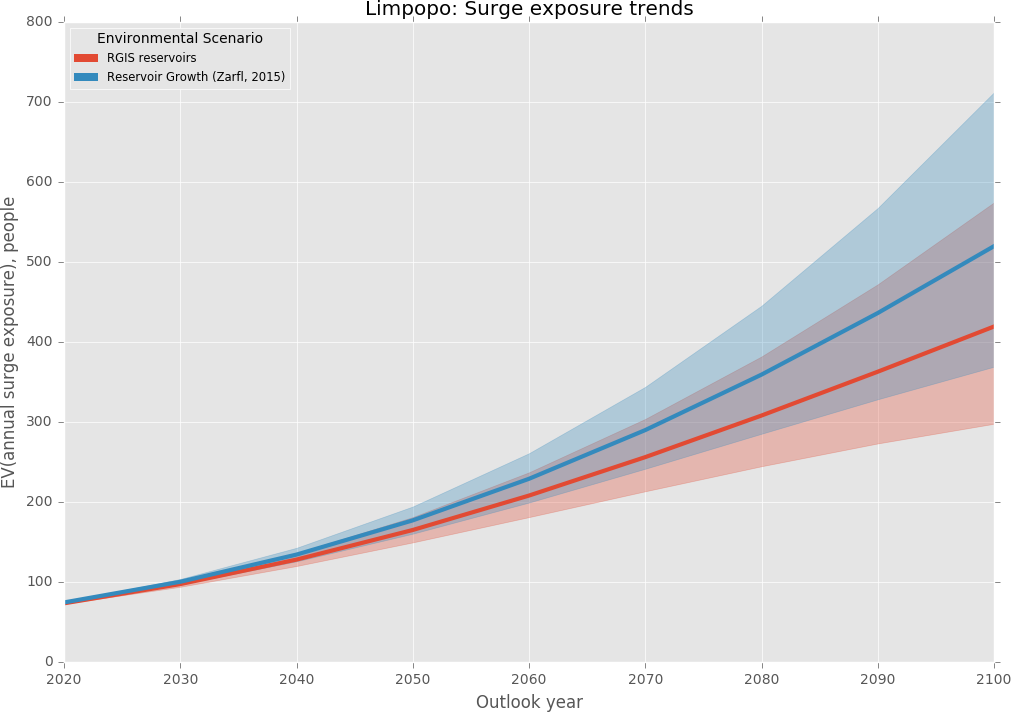 Limpopo: Surge exposure trends
Environmental Scenario
RGIS reservoirs
Reservoir Growth (Zarfl, 2015)
EV(annual surge exposure), people
800
700
600
500
400
300
200
100
0
2020 2030 2040 2050 2060 2070 2080 2090 2100
Outlook year